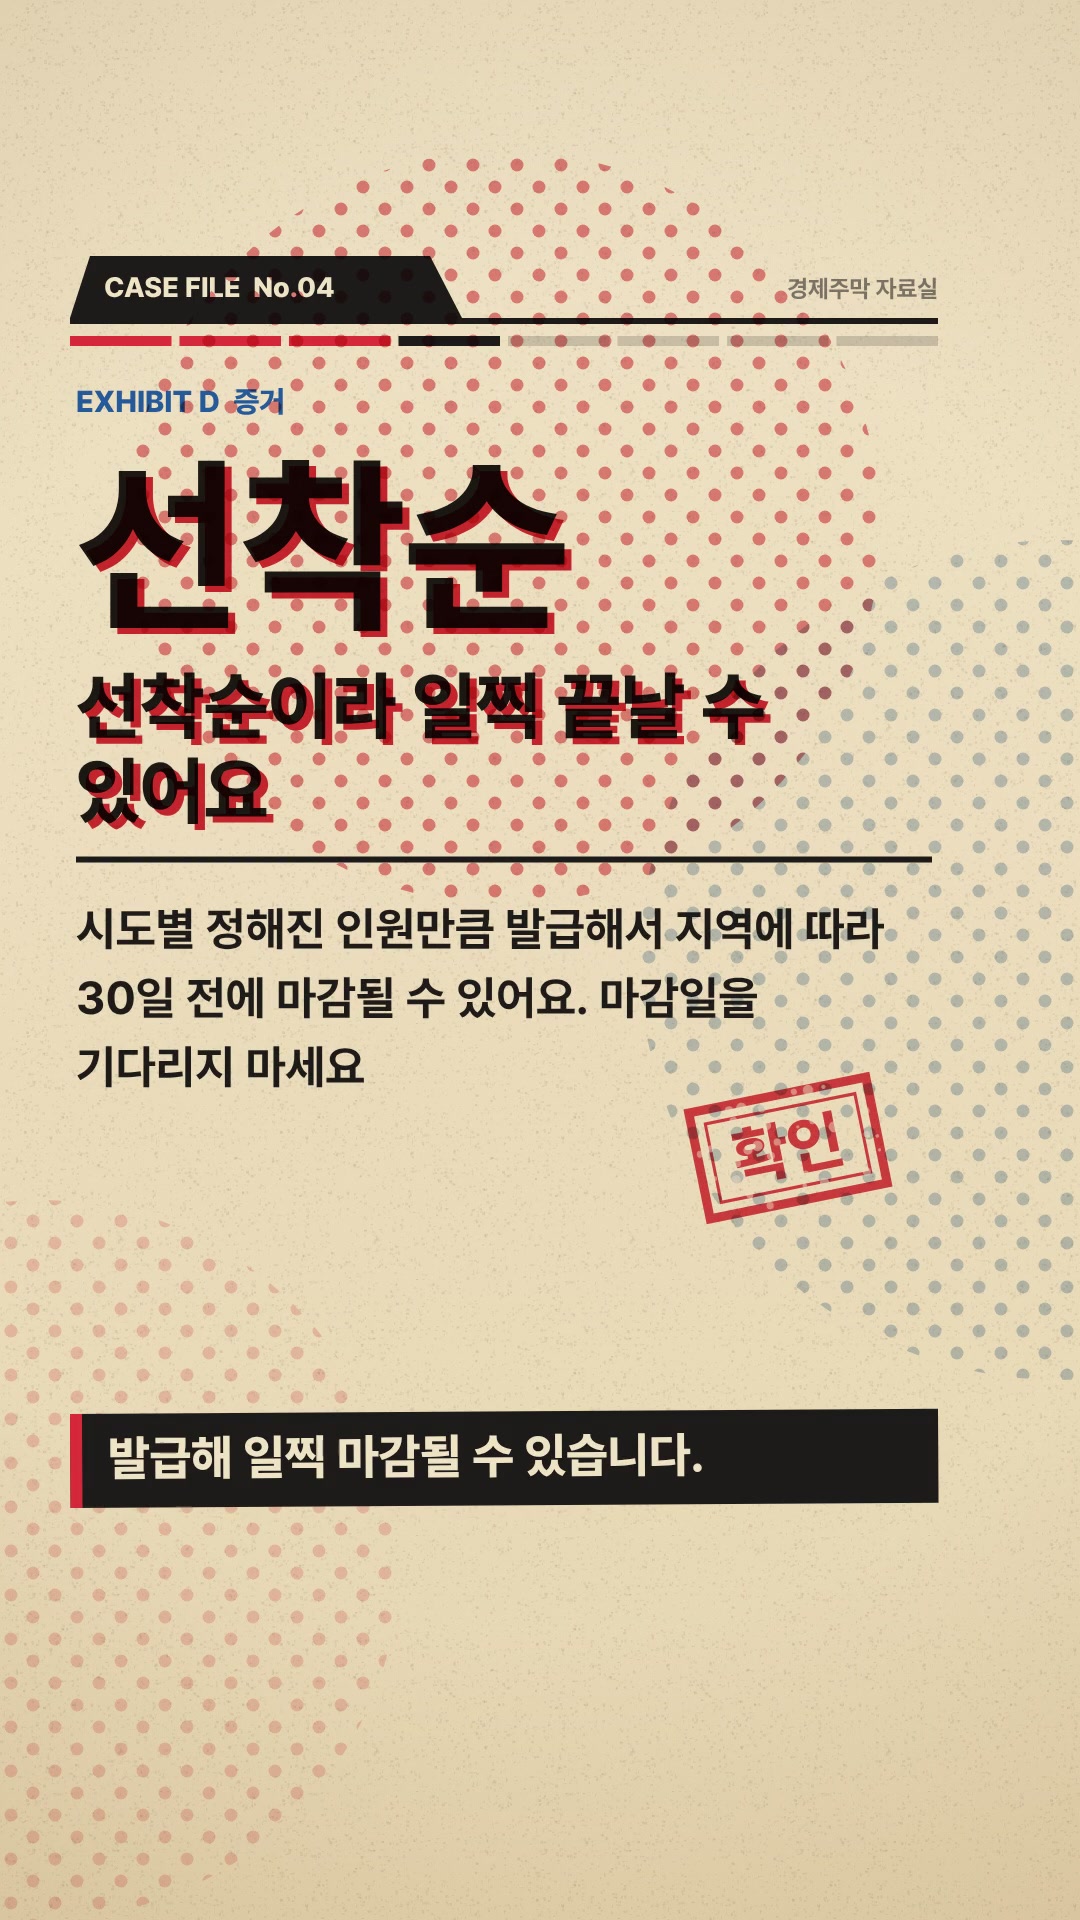 CASE FILE No.04
경제주막 자료실
EXHIBIT D 증거
선착순
선착순이라 일찍 끝날 수
있어요
시도별 정해진 인원만큼 발급해서 지역에 따라
30일 전에 마감될 수 있어요. 마감일을
기다리지 마세요
확인
발급해 일찍 마감될 수 있습니다.